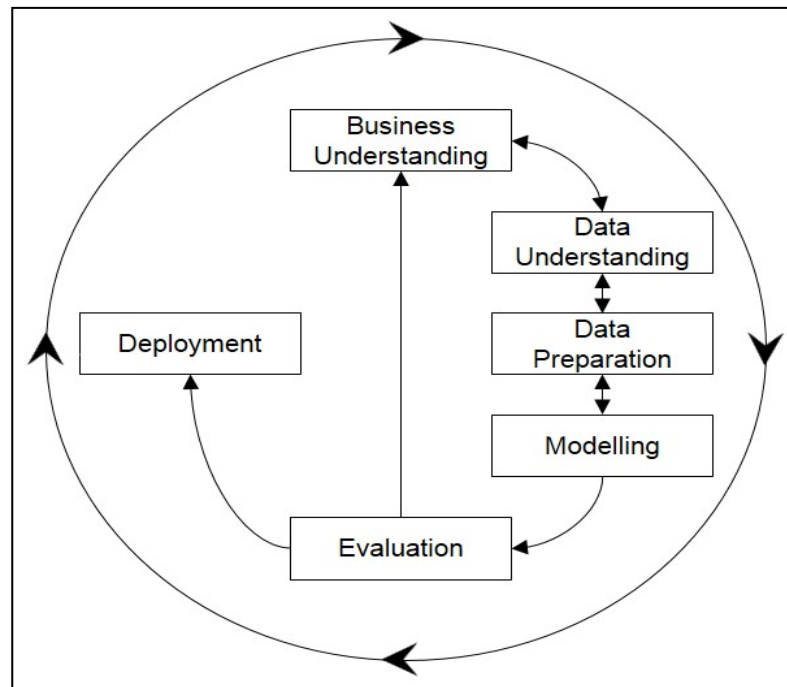 Business
Understanding
Data
Understanding
Deployment
Data
Preparation
Modelling
Evaluation